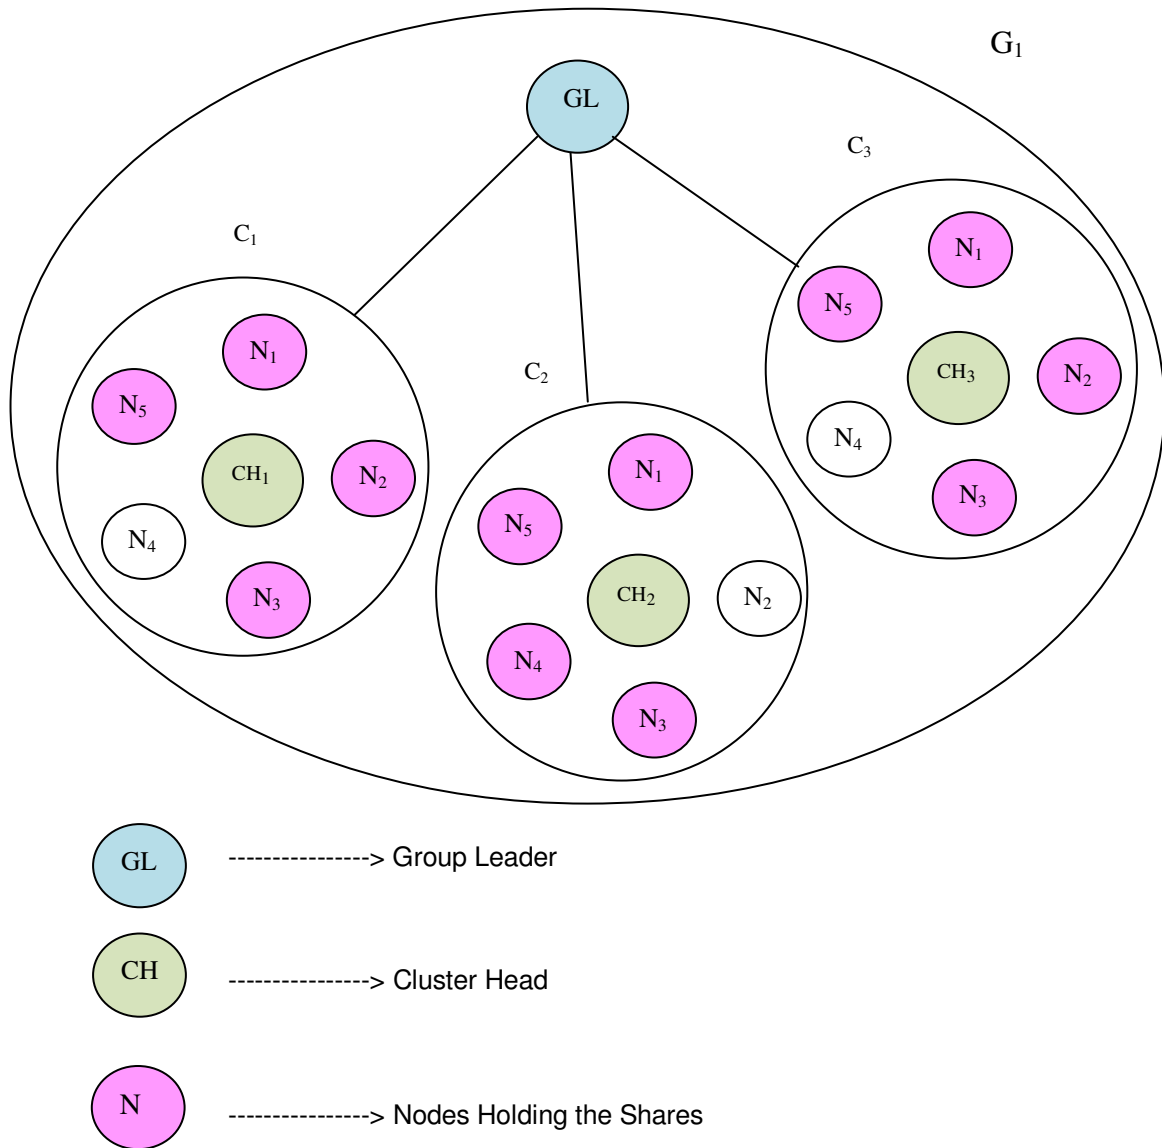 G₁
GL
C₃
C₁
N₁
N₅
CH₃
N₂
N₄
N₃
N₁
N₅
CH₁
N₂
N₄
N₃
C₂
N₁
N₅
CH₂
N₂
N₄
N₃
GL ---------------> Group Leader
CH ---------------> Cluster Head
N ---------------> Nodes Holding the Shares